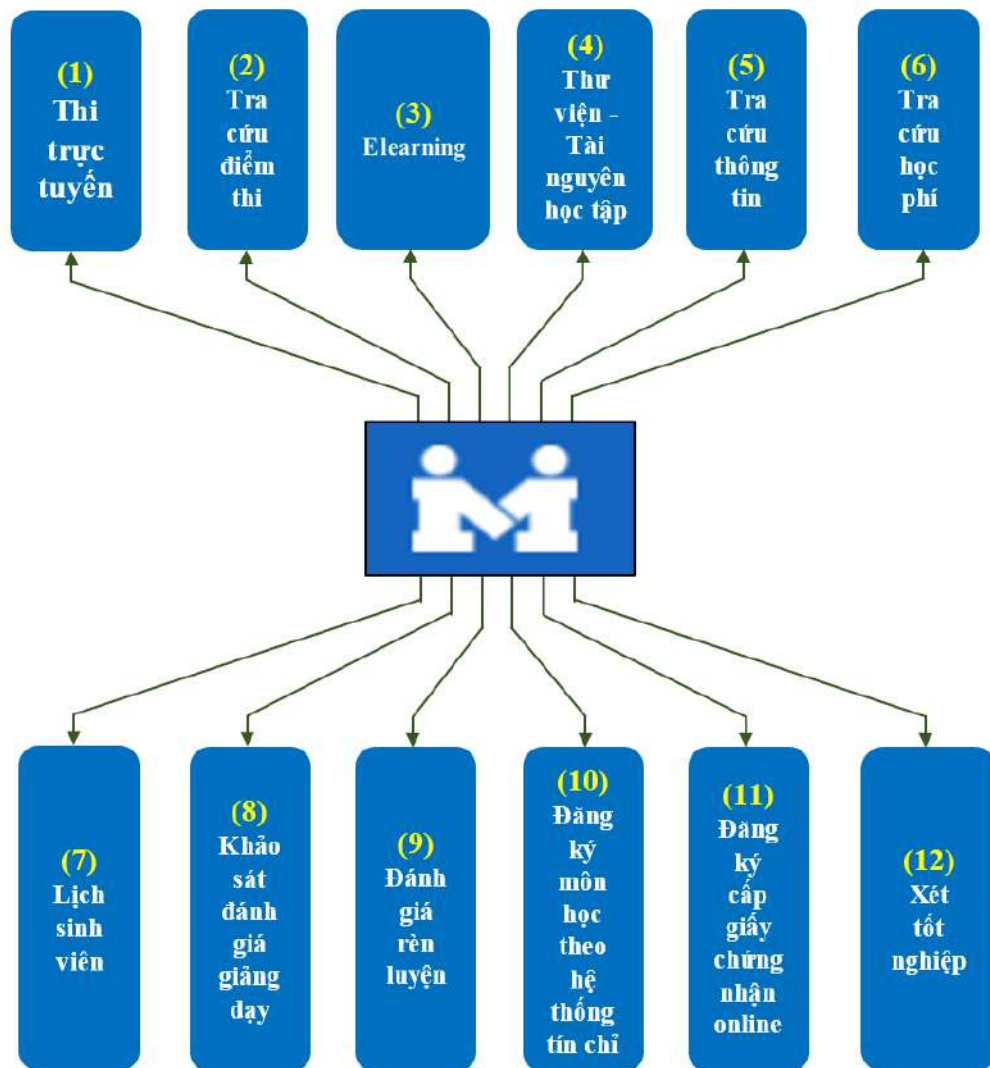 (1)
Thi
trực
tuyến
(2)
Tra
cứu
điểm
thi
(3)
Elearning
(4)
Thư
viện –
Tài
nguyên
học tập
(5)
Tra
cứu
thông
tin
(6)
Tra
cứu
học
phí
(7)
Lịch
sinh
viên
(8)
Khảo
sát
đánh
giá
giảng
dạy
(9)
Đánh
giá
rèn
luyện
(10)
Đăng
ký
môn
học
theo
hệ
thống
tín chỉ
(11)
Đăng
ký
cấp
giấy
chứng
nhận
online
(12)
Xét
tốt
nghiệp